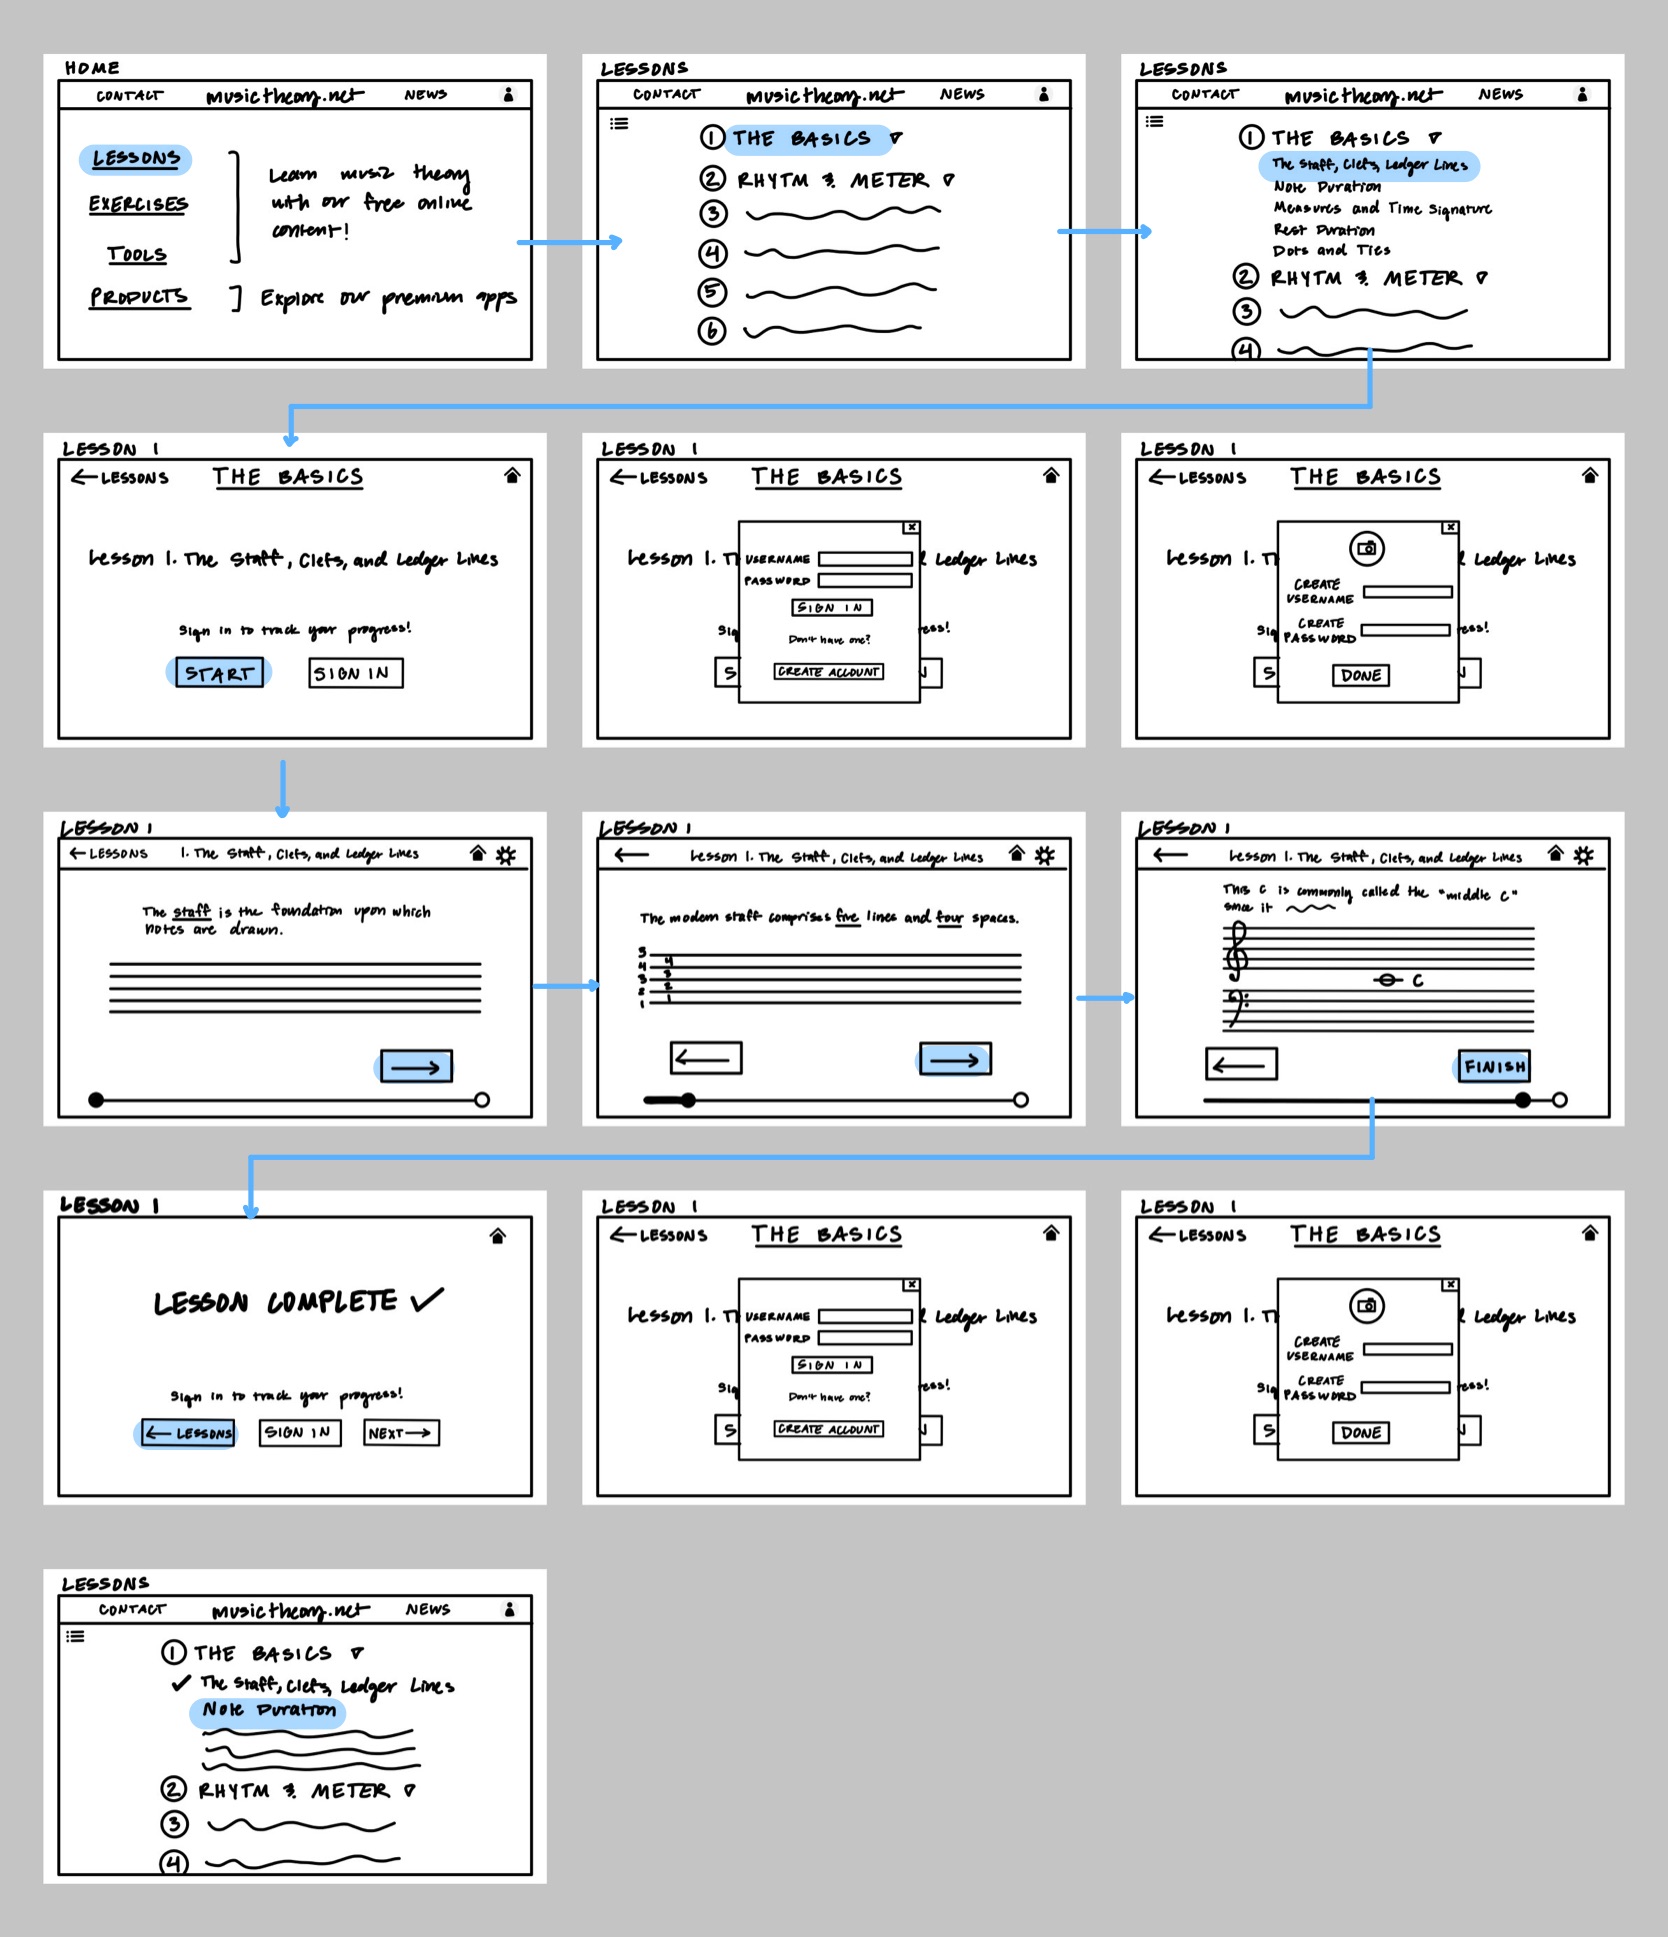 HOME
CONTACT musictheory.net NEWS
LESSONS
EXERCISES
TOOLS
Learn music theory
with our free online
content!
PRODUCTS
Explore our premium apps
LESSONS
CONTACT musictheory.net NEWS
1 THE BASICS
2 RHYTM & METER
3
4
5
6
LESSONS
CONTACT musictheory.net NEWS
1 THE BASICS
The Staff, Clefs, Ledger Lines
Note Duration
Measures and Time Signature
Rest Duration
Dots and Ties
2 RHYTM & METER
3
4
LESSON 1
← LESSONS THE BASICS
Lesson 1. The Staff, Clefs, and Ledger Lines
Sign in to track your progress!
START SIGN IN
LESSON 1
← LESSONS THE BASICS
Lesson 1. T Ledger Lines
USERNAME
PASSWORD
SIGN IN
Sig ress!
Don't have one?
S CREATE ACCOUNT N
LESSON 1
← LESSONS THE BASICS
Lesson 1. T Ledger Lines
CREATE
USERNAME
CREATE
PASSWORD
Sig ress!
S DONE N
LESSON 1
← LESSONS 1. The Staff, Clefs, and Ledger Lines
The staff is the foundation upon which
notes are drawn.
→
LESSON 1
← Lesson 1. The Staff, Clefs, and Ledger Lines
The modern staff comprises five lines and four spaces.
5
4 4
3 3
2 2
1 1
← →
LESSON 1
← Lesson 1. The Staff, Clefs, and Ledger Lines
This C is commonly called the "middle C"
since it
C
← FINISH
LESSON 1
LESSON COMPLETE ✓
Sign in to track your progress!
← LESSONS SIGN IN NEXT →
LESSON 1
← LESSONS THE BASICS
Lesson 1. T Ledger Lines
USERNAME
PASSWORD
SIGN IN
Sig ress!
Don't have one?
S CREATE ACCOUNT N
LESSON 1
← LESSONS THE BASICS
Lesson 1. T Ledger Lines
CREATE
USERNAME
CREATE
PASSWORD
Sig ress!
S DONE N
LESSONS
CONTACT musictheory.net NEWS
1 THE BASICS
✓ The Staff, Clefs, Ledger Lines
Note Duration
2 RHYTM & METER
3
4